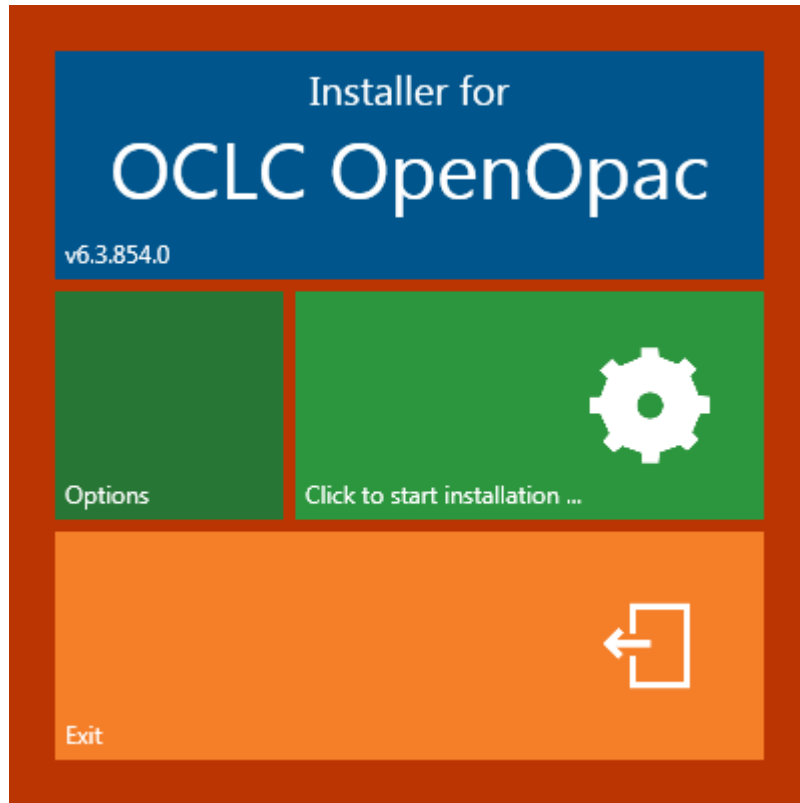 Installer for
OCLC OpenOpac
v6.3.854.0
Options
Click to start installation ...
Exit